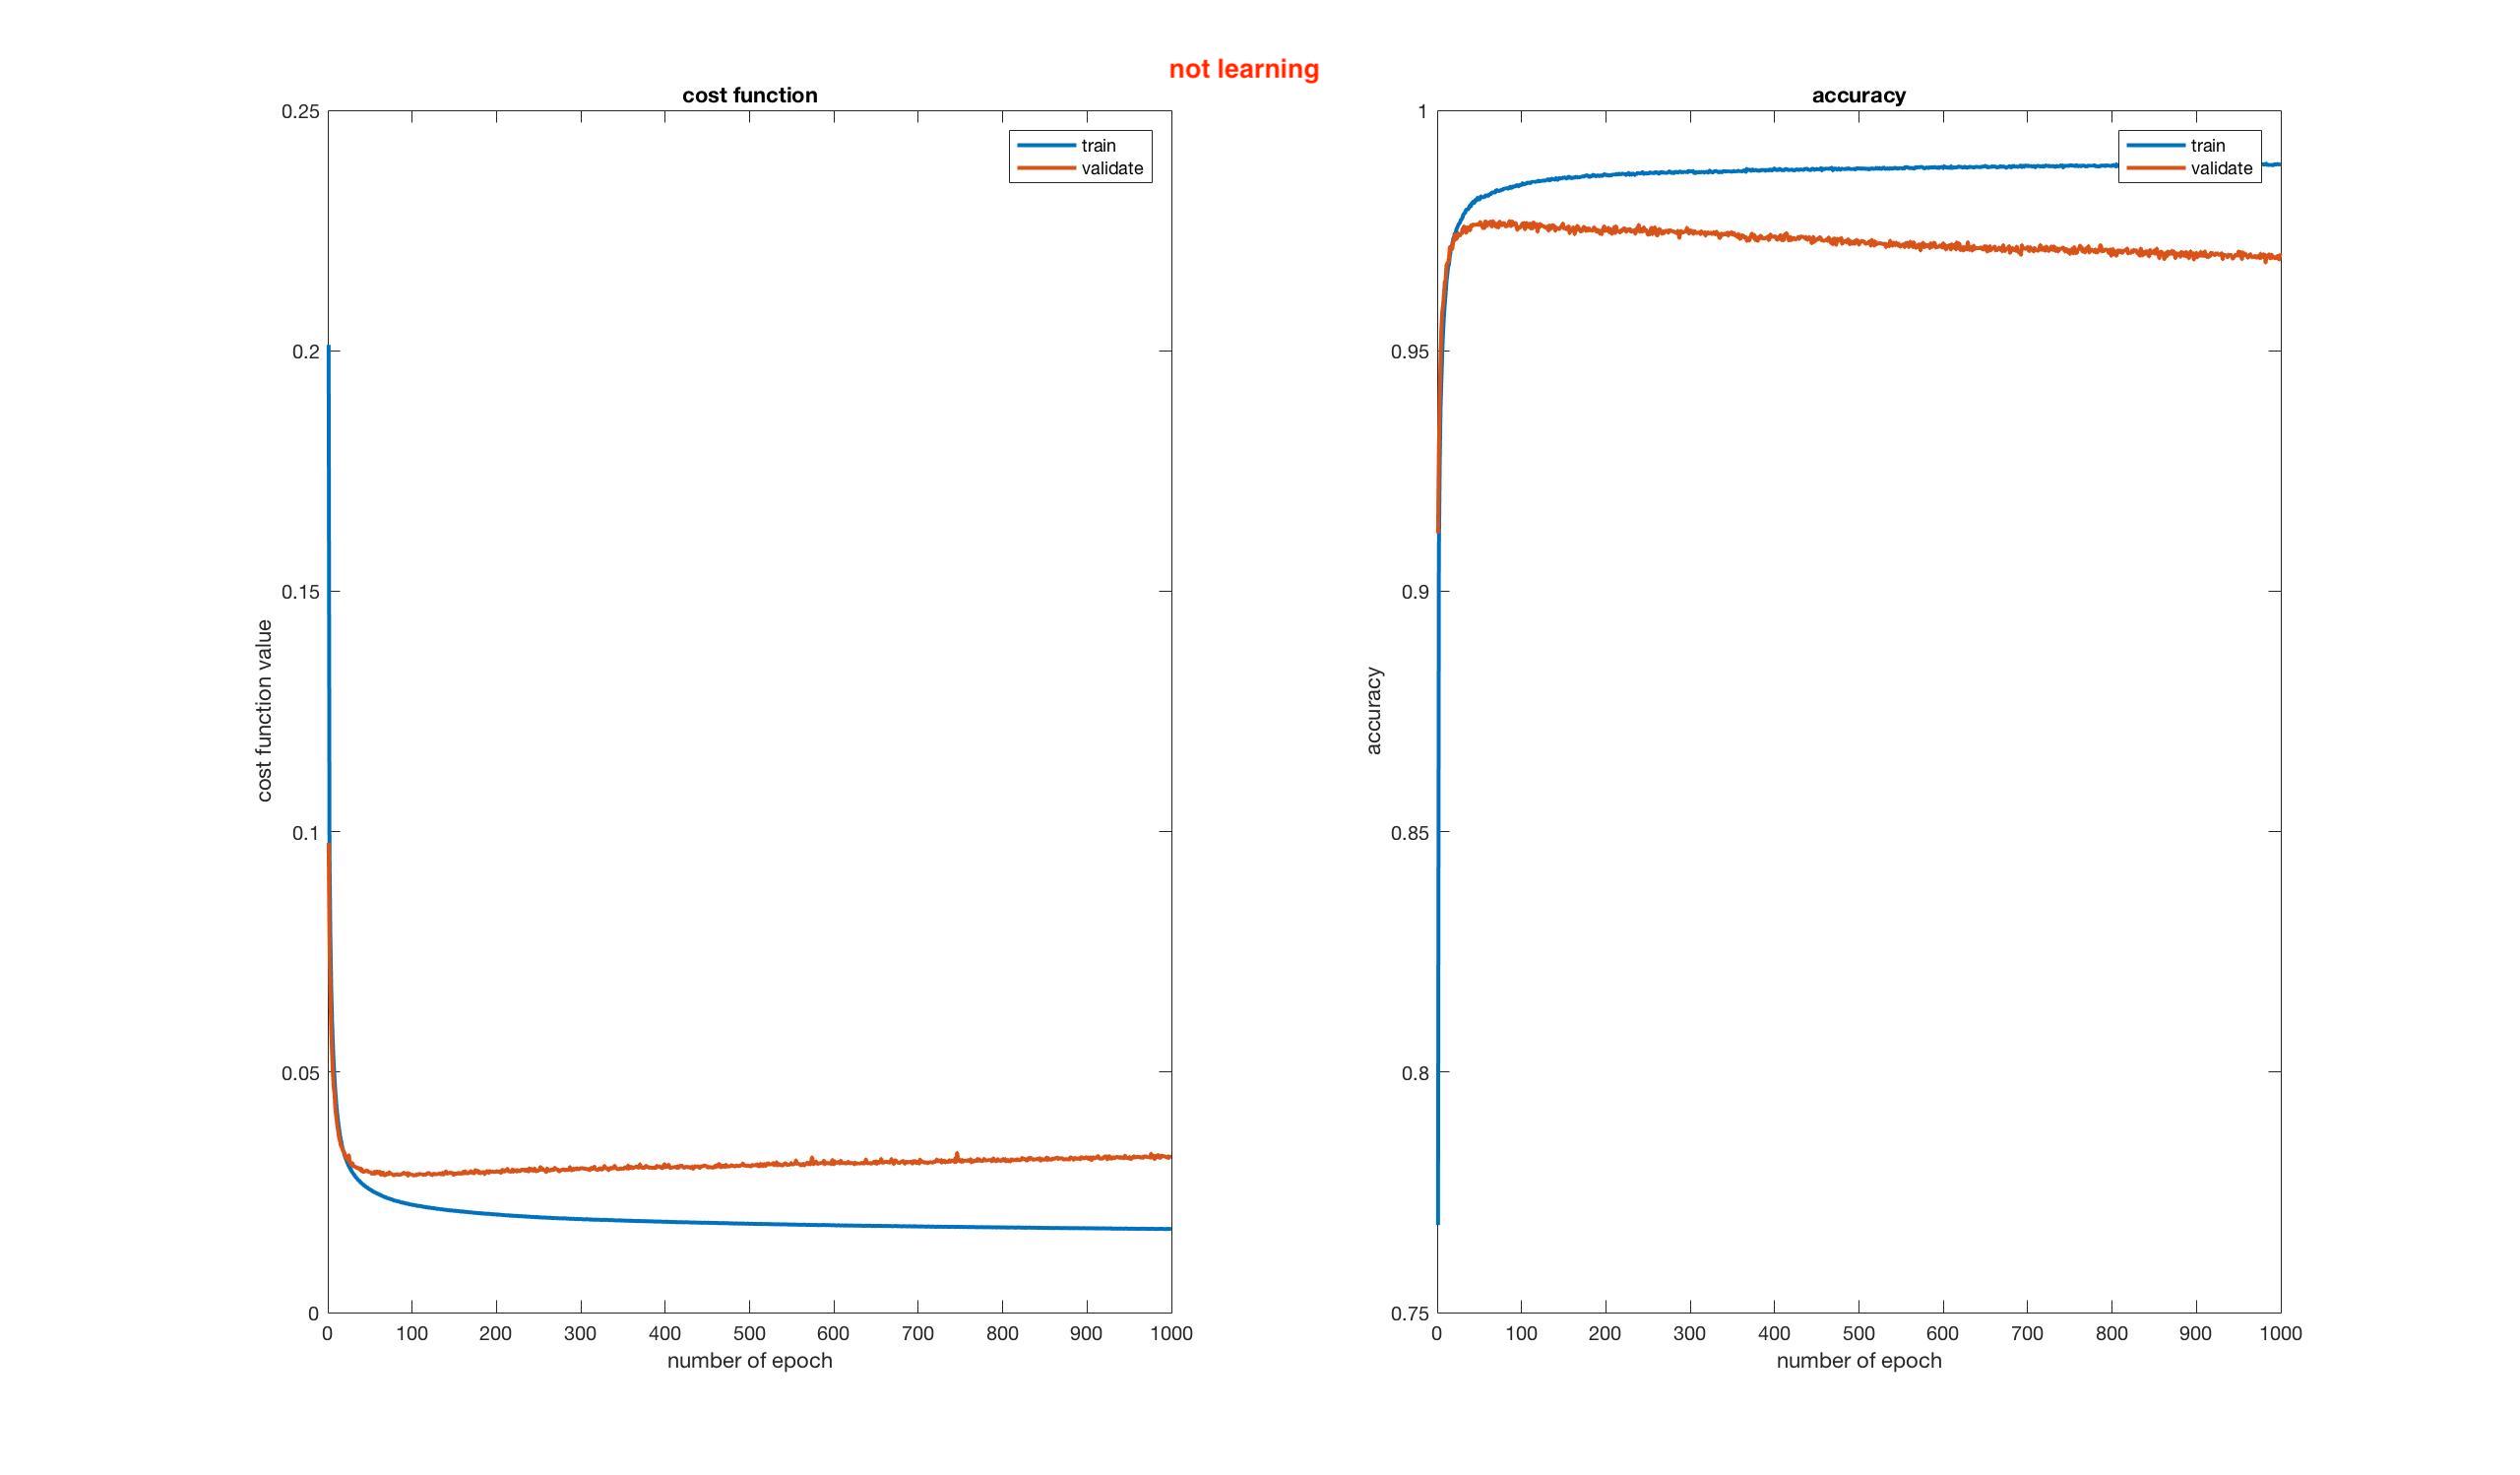 not learning
cost function
0.25
0.2
0.15
0.1
0.05
0
cost function value
train
validate
0 100 200 300 400 500 600 700 800 900 1000
number of epoch
accuracy
1
0.95
0.9
0.85
0.8
0.75
accuracy
train
validate
0 100 200 300 400 500 600 700 800 900 1000
number of epoch